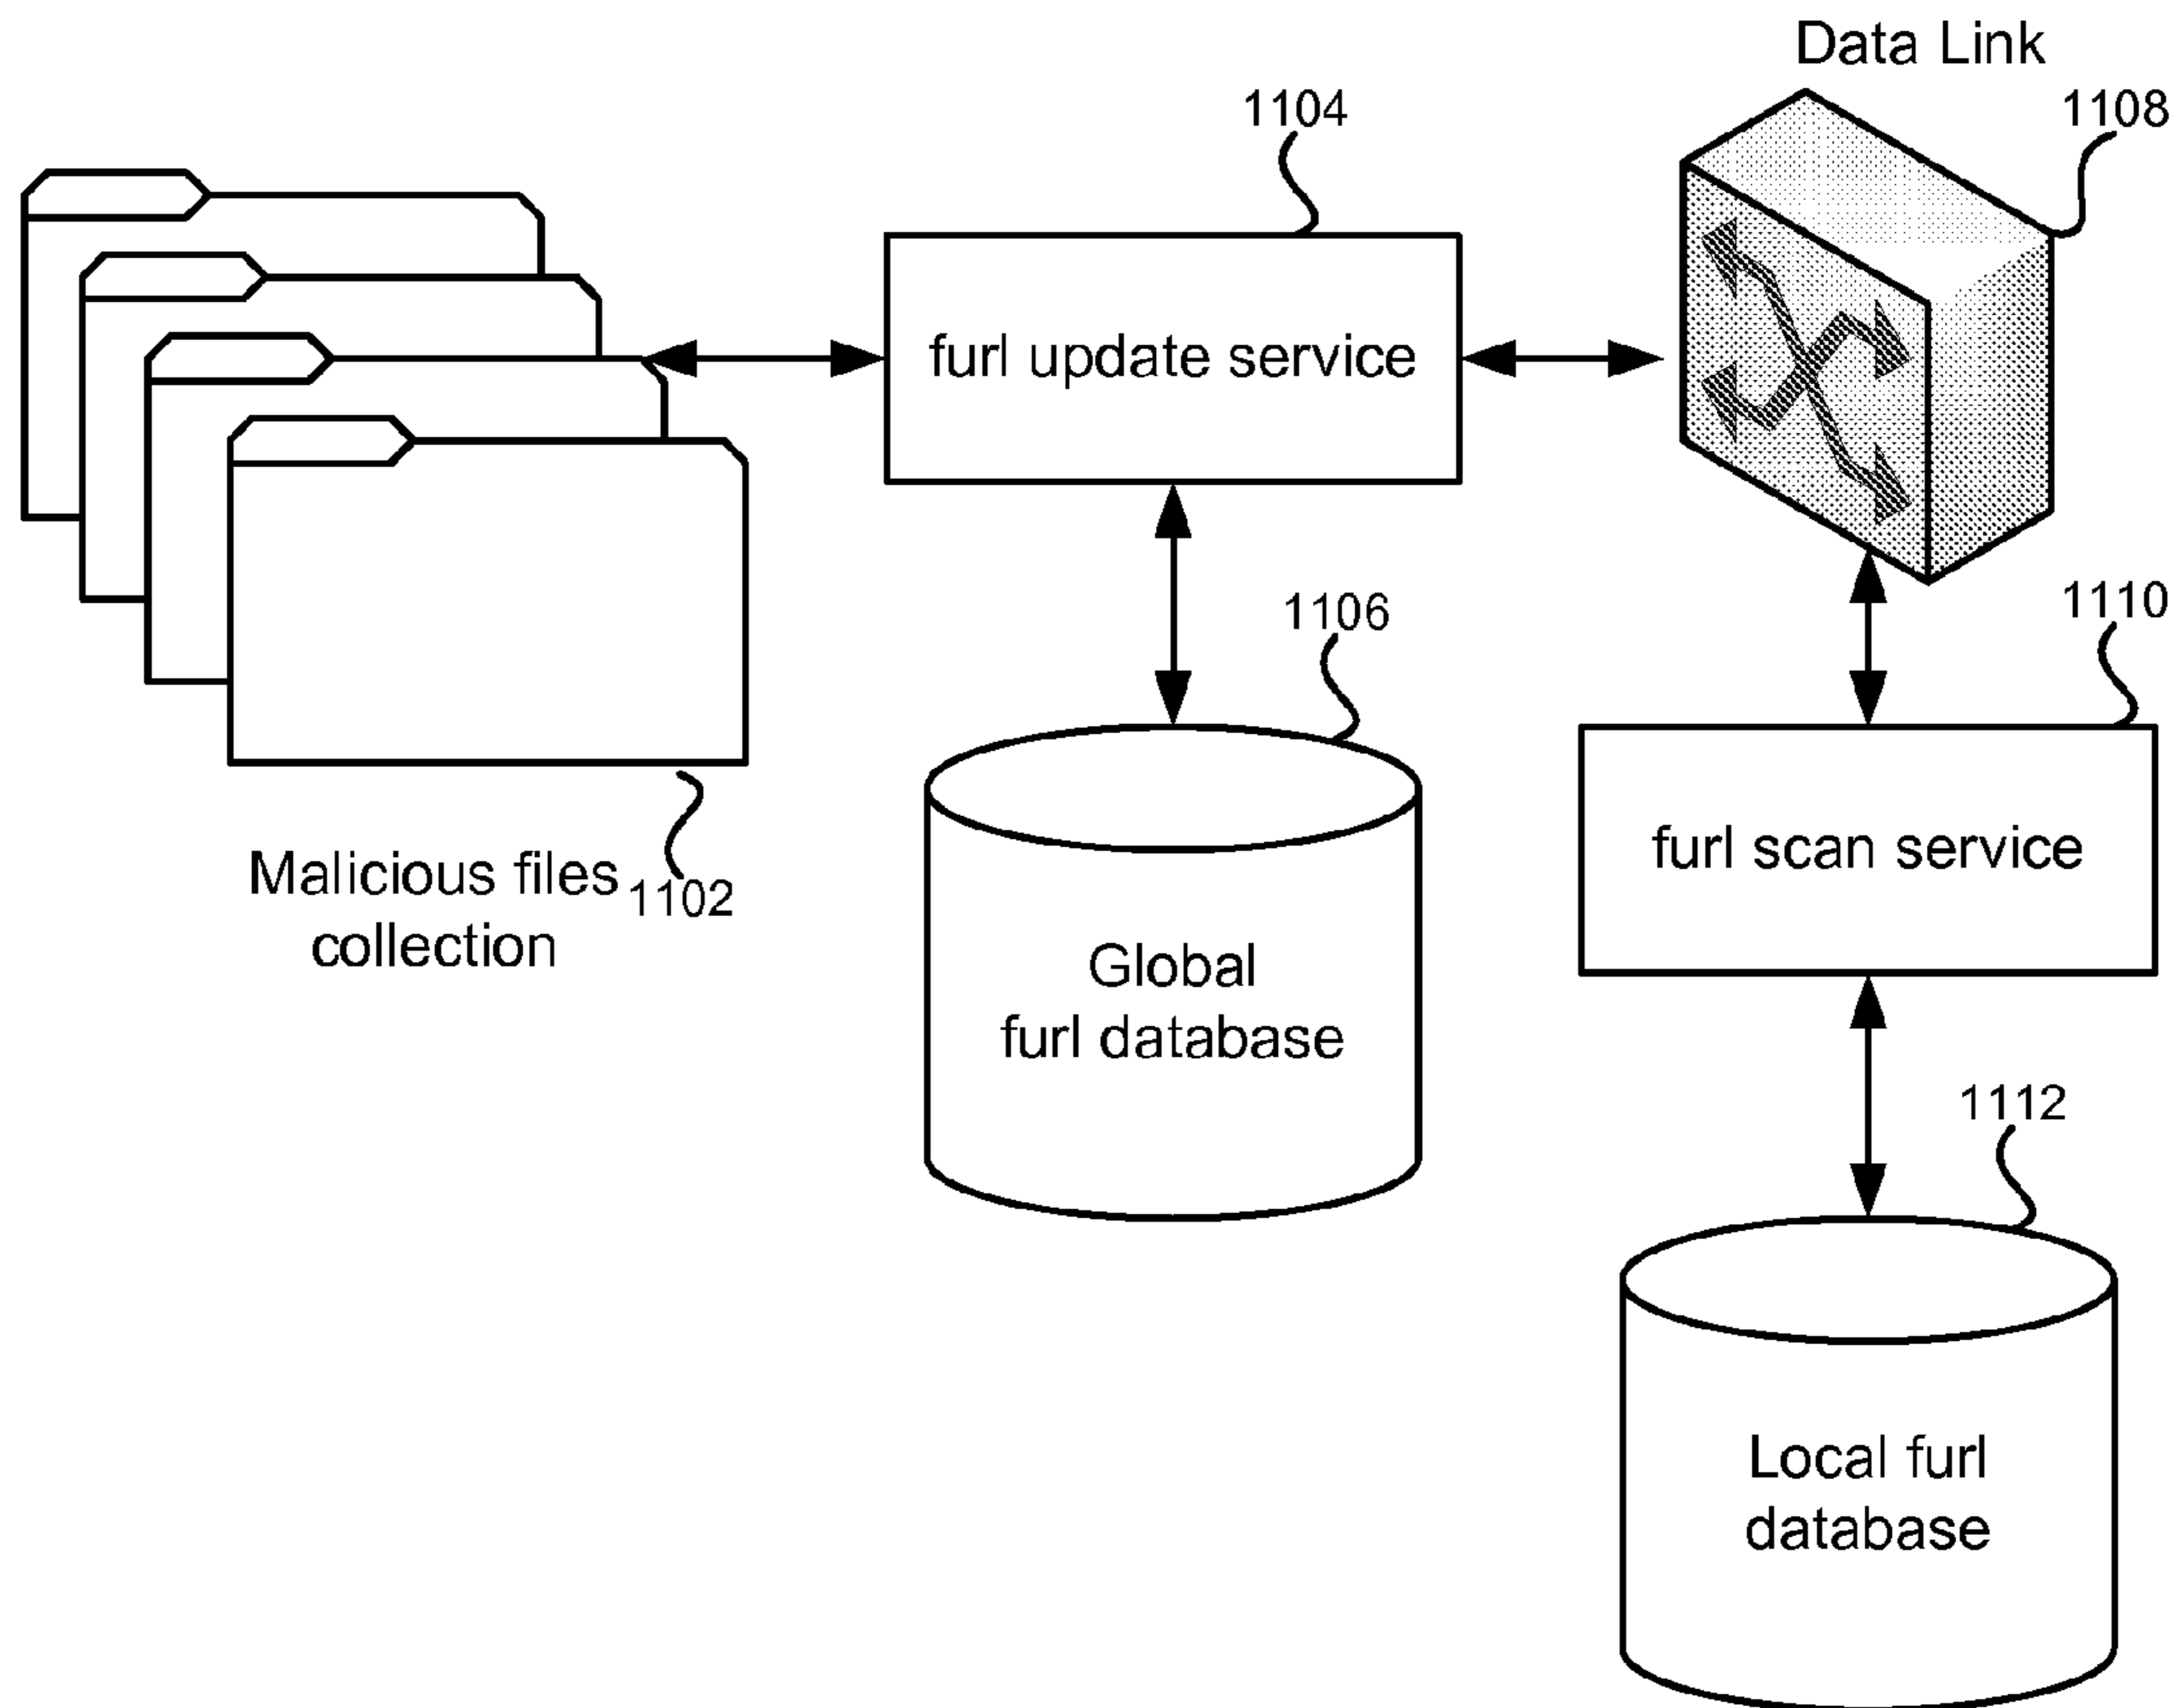 Data Link
1104
1108
furl update service
1106
1110
Malicious files
collection
1102
furl scan service
Global
furl database
1112
Local furl
database